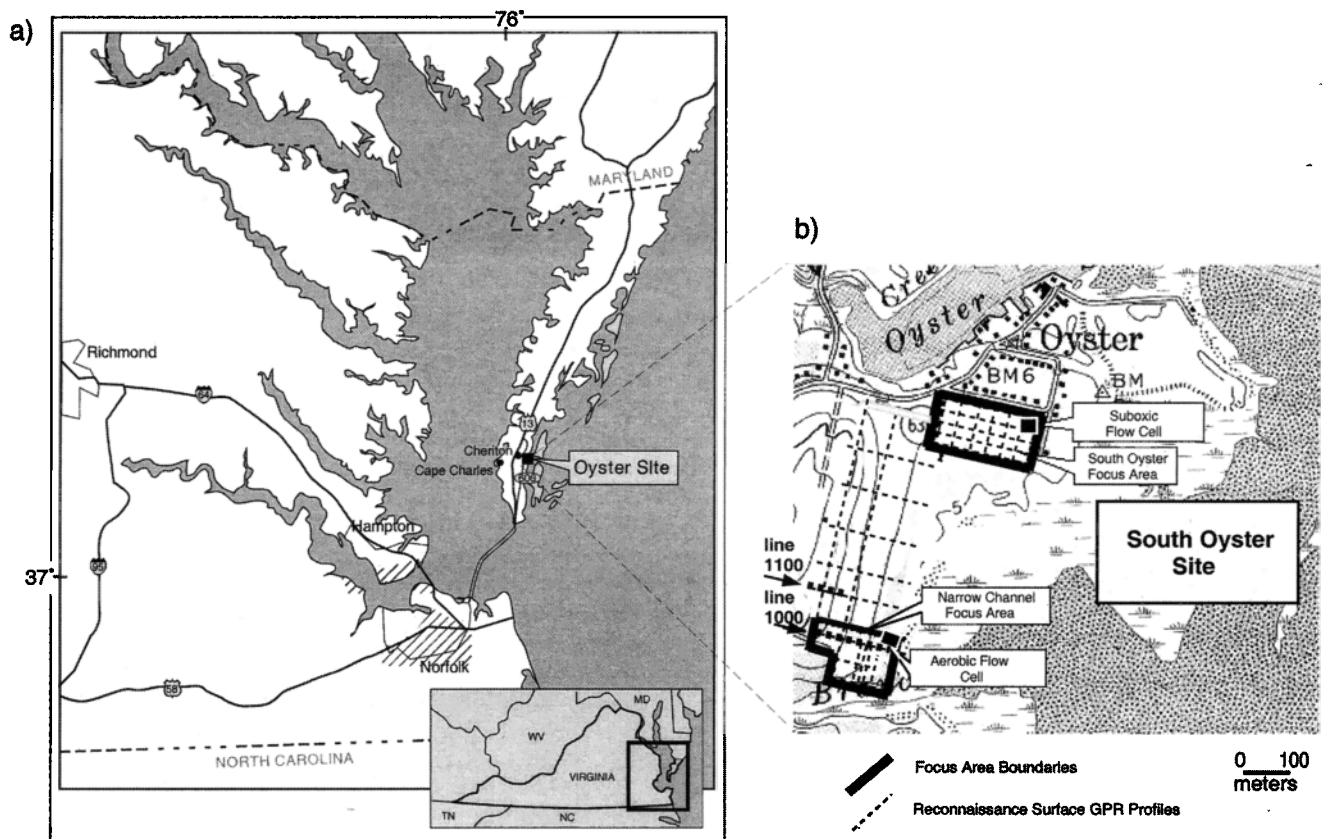 a)
76°
MARYLAND
Richmond
64
13
Cheriton
Cape Charles
Oyster Site
600
Hampton
37°
95
Norfolk
58
NORTH CAROLINA
MD
WV
VIRGINIA
TN
NC
b)
Creek
Oyster
Oyster
BM6
BM
63
Suboxic
Flow Cell
South Oyster
Focus Area
5
South Oyster
Site
line
1100
line
1000
Narrow Channel
Focus Area
Aerobic Flow
Cell
Focus Area Boundaries
Reconnaissance Surface GPR Profiles
0 100
meters